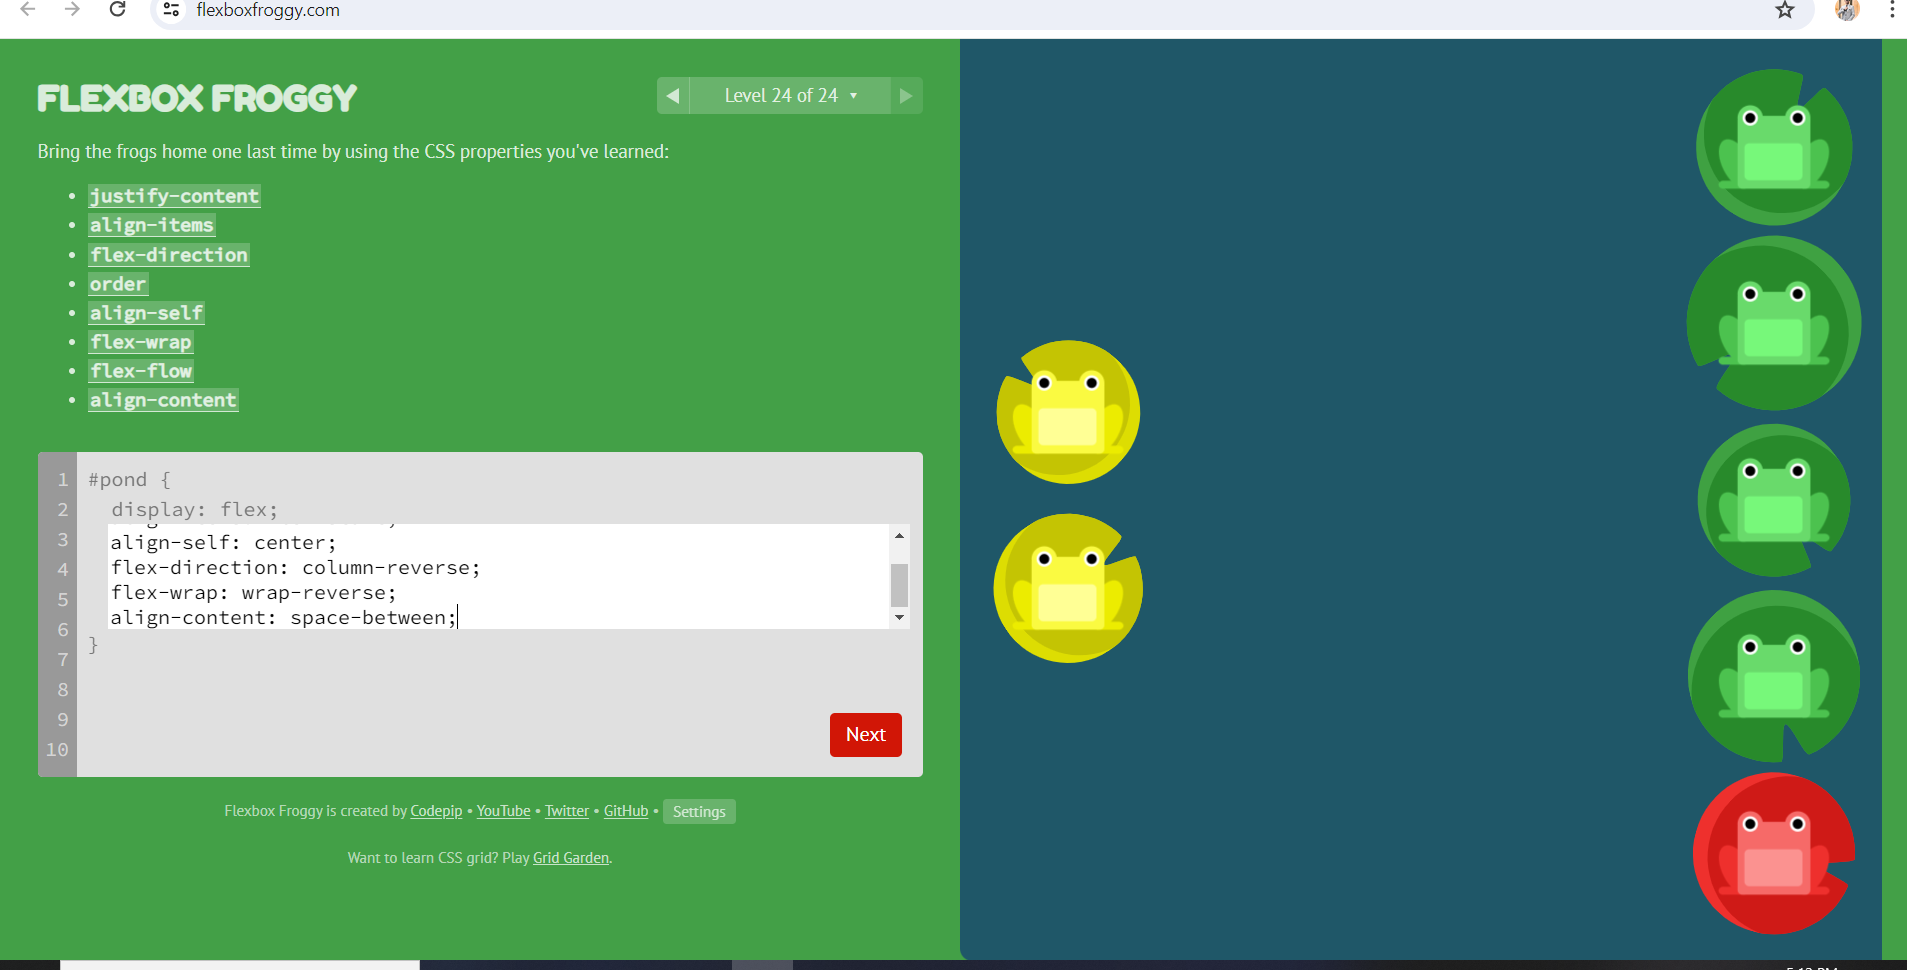 flexboxfroggy.com
FLEXBOX FROGGY
◀ Level 24 of 24 ▼ ▶
Bring the frogs home one last time by using the CSS properties you've learned:
• justify-content
• align-items
• flex-direction
• order
• align-self
• flex-wrap
• flex-flow
• align-content
1 #pond {
2 display: flex;
3 align-self: center;
4 flex-direction: column-reverse;
5 flex-wrap: wrap-reverse;
6 align-content: space-between;
7 }
8
9
10
Next
Flexbox Froggy is created by Codepip • YouTube • Twitter • GitHub • Settings
Want to learn CSS grid? Play Grid Garden.